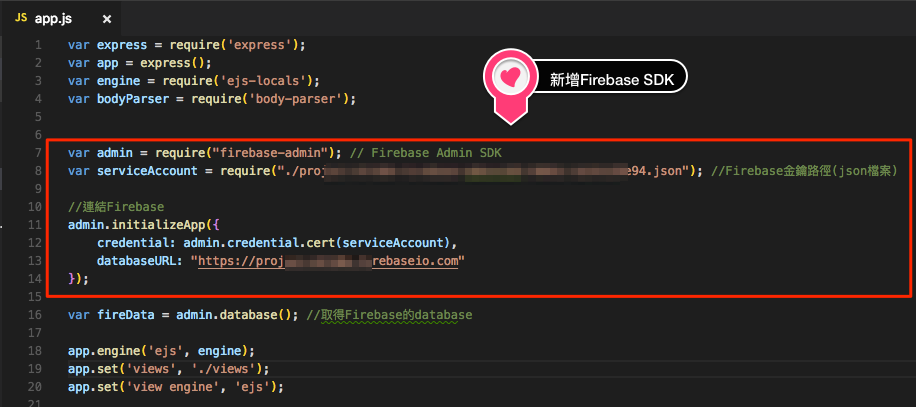 JS app.js ×
1 var express = require('express');
2 var app = express();
3 var engine = require('ejs-locals');
4 var bodyParser = require('body-parser');
新增Firebase SDK
5
6
7 var admin = require("firebase-admin"); // Firebase Admin SDK
8 var serviceAccount = require("./proj e94.json"); //Firebase金鑰路徑(json檔案)
9
10 //連結Firebase
11 admin.initializeApp({
12 credential: admin.credential.cert(serviceAccount),
13 databaseURL: "https://proj rebaseio.com"
14 });
15
16 var fireData = admin.database(); //取得Firebase的database
17
18 app.engine('ejs', engine);
19 app.set('views', './views');
20 app.set('view engine', 'ejs');
21